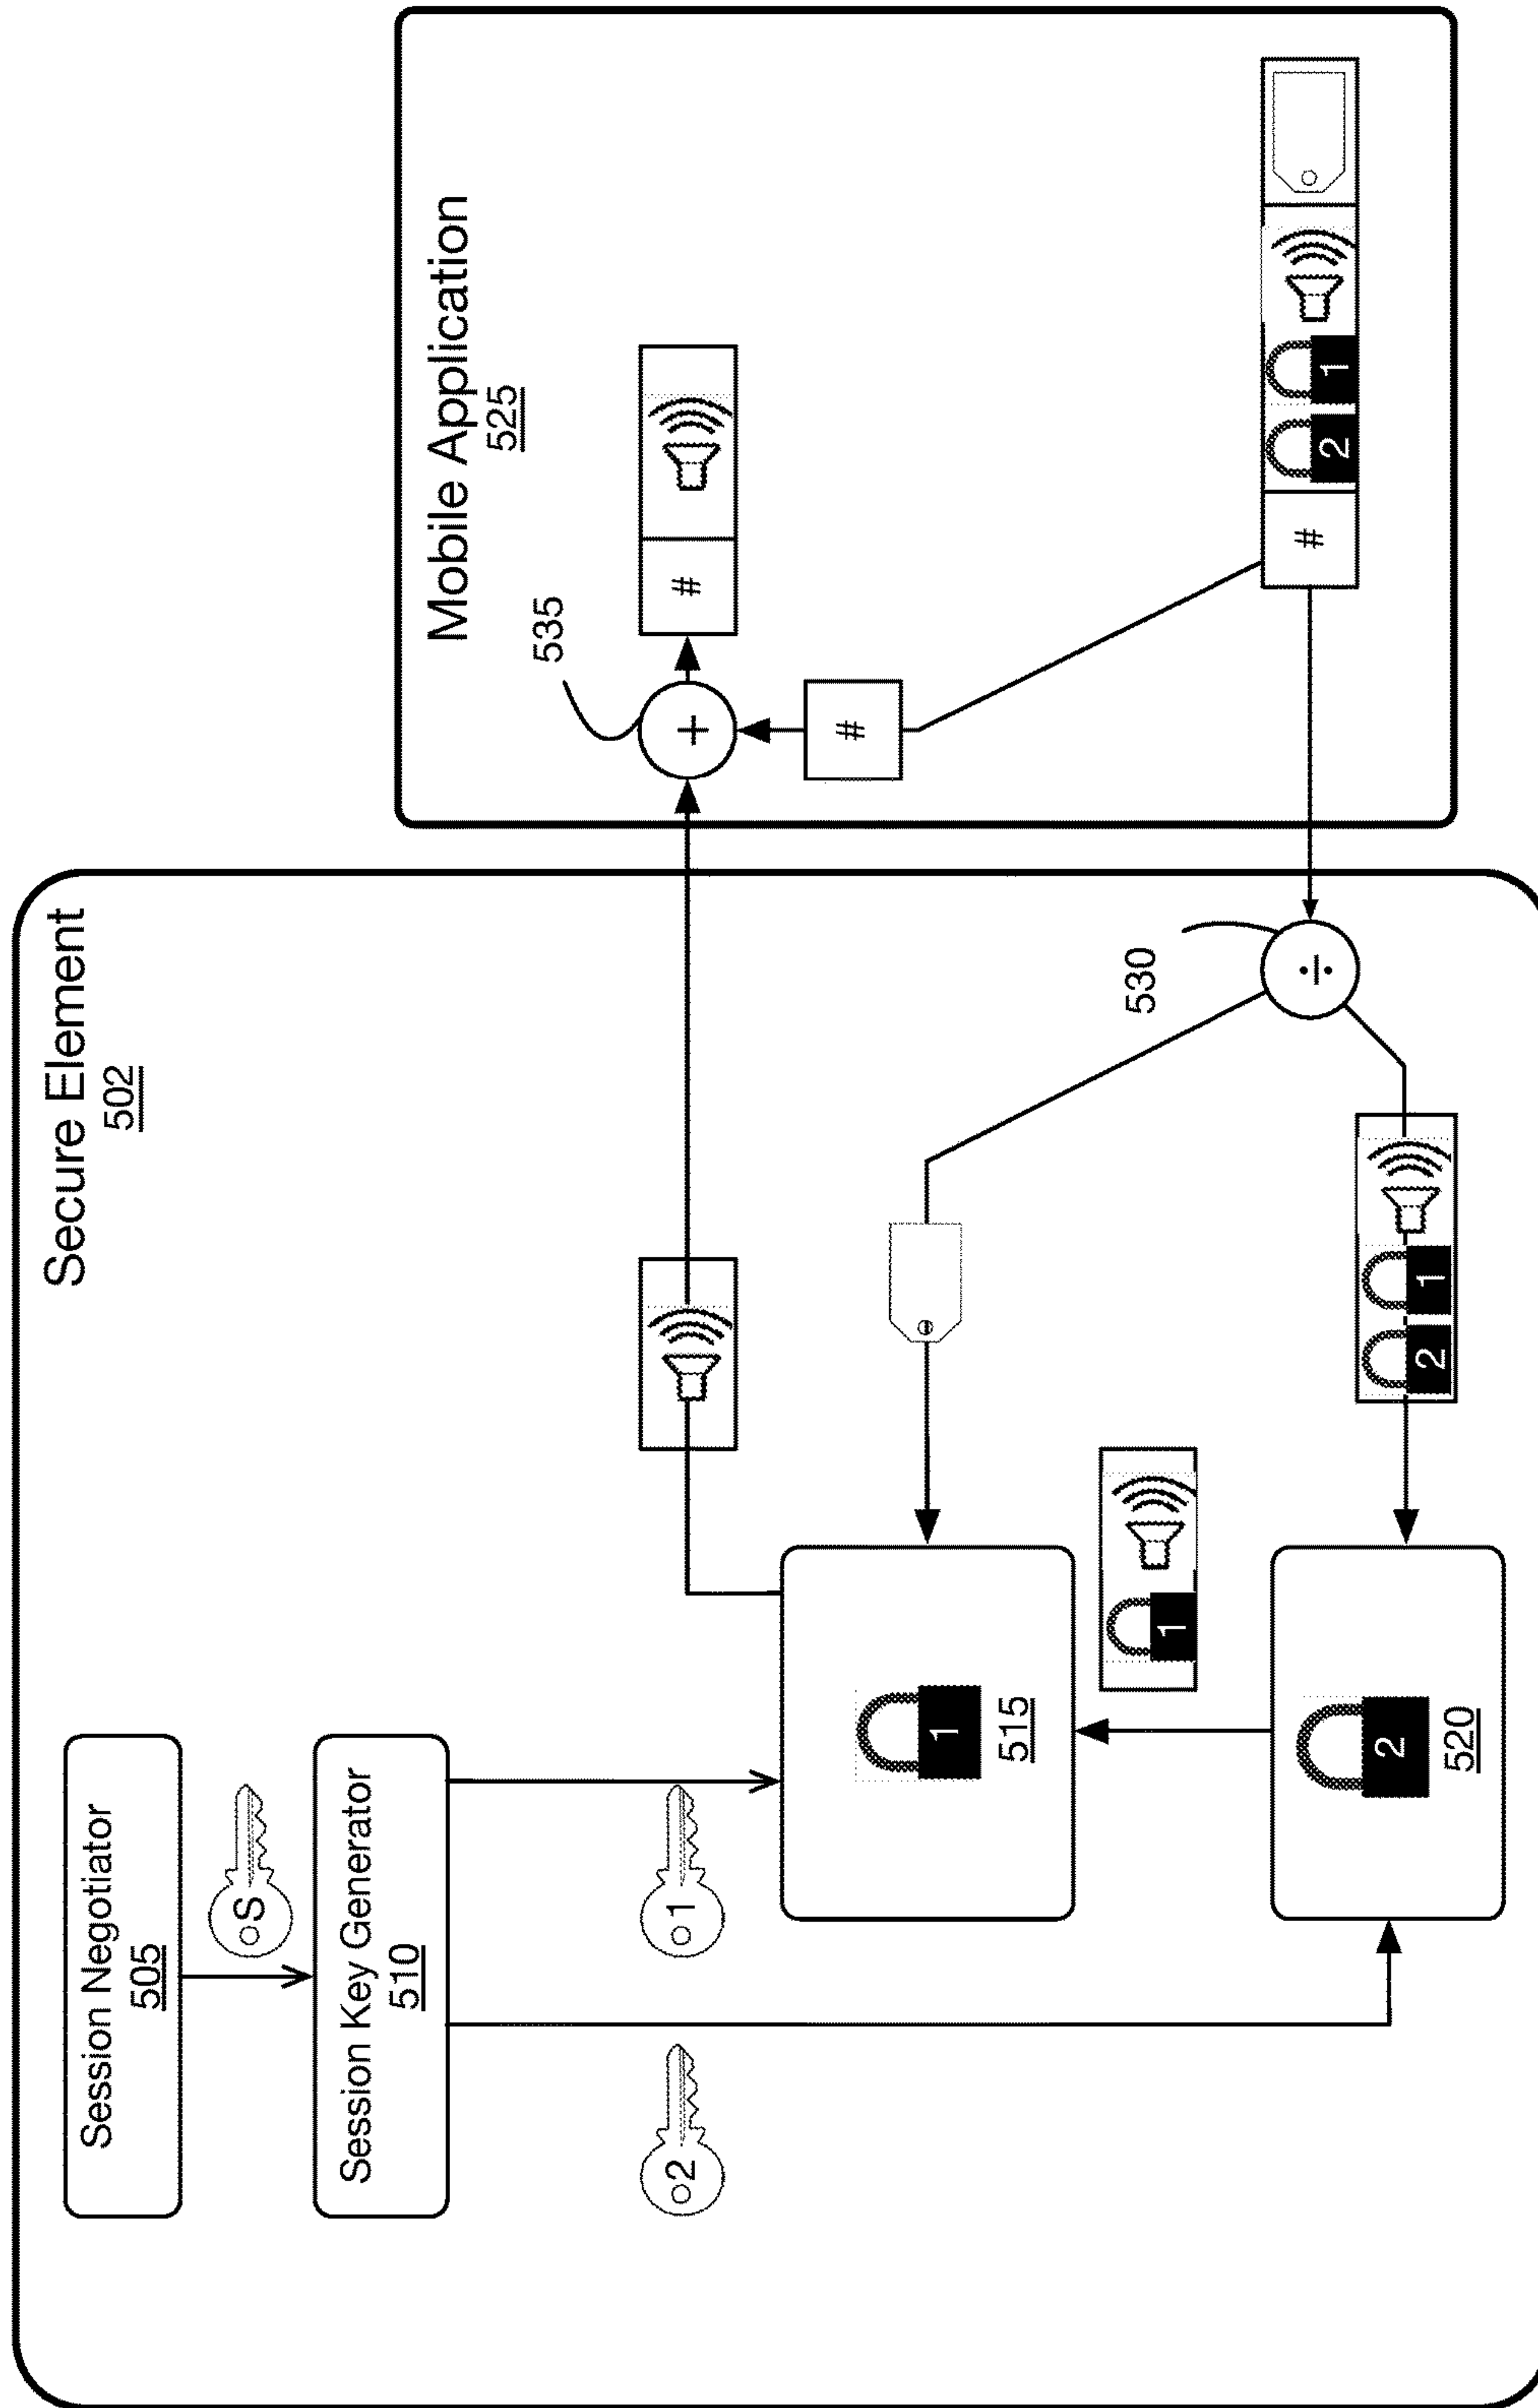 Secure Element
502
Session Negotiator
505
S
Session Key Generator
510
2
1
1
515
1
2
520
2 1
530
Mobile Application
525
535
#
#
# 2 1